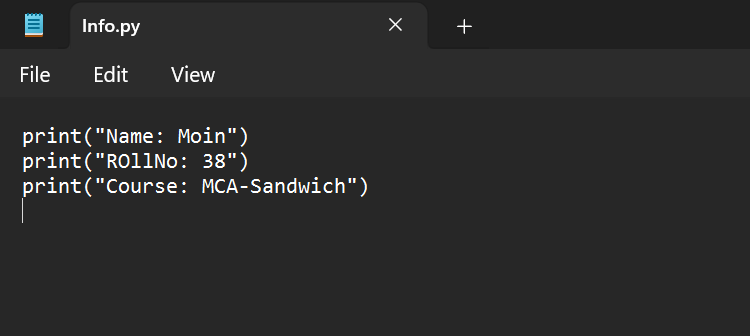 Info.py
File Edit View
print("Name: Moin")
print("ROllNo: 38")
print("Course: MCA-Sandwich")